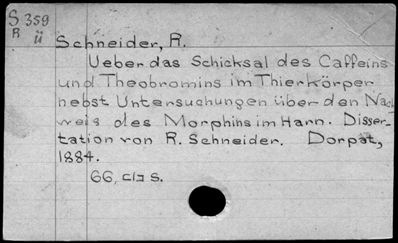 S 359
R ü
Schneider, R.
Ueber das Schicksal des Caffeins
und Theobromins im Thierkörper
nebst Untersuchungen über den Nach
weis des Morphins im Harn. Disser-
tation von R. Schneider. Dorpat,
1884.
66, s.